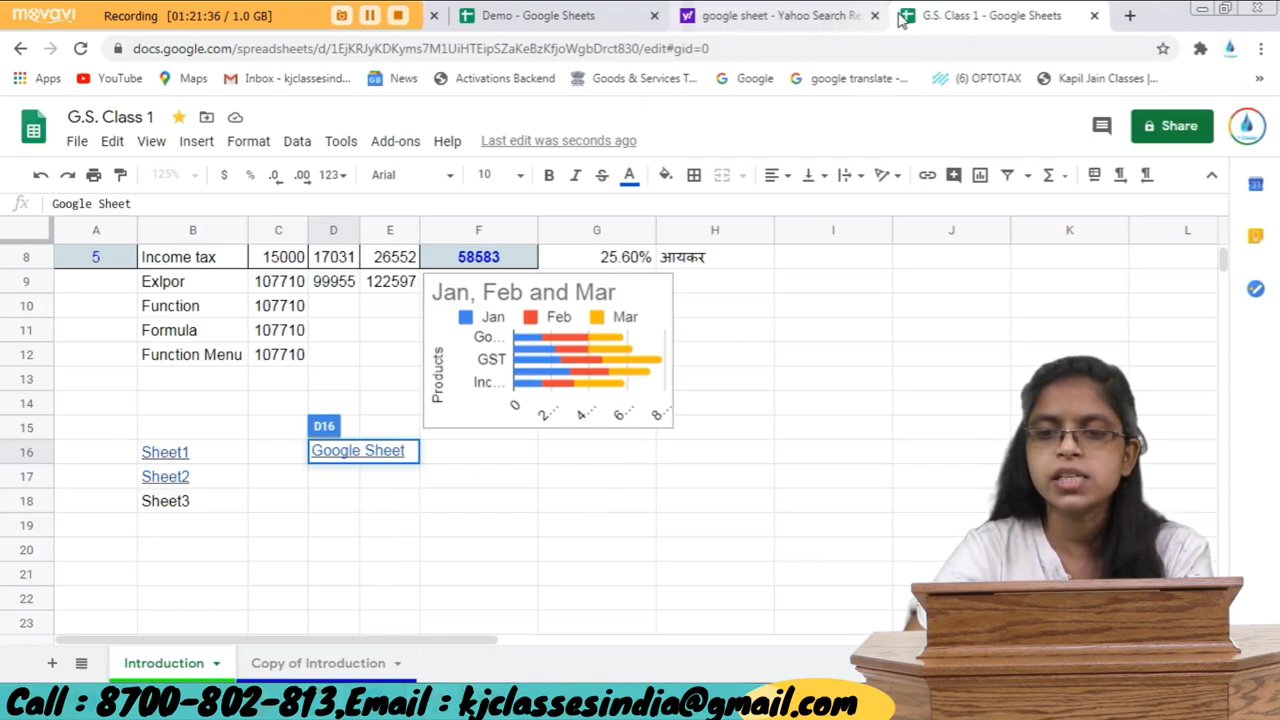 movavi
Recording [01:21:36 / 1.0 GB]
Demo - Google Sheets
google sheet - Yahoo Search Re
G.S. Class 1 - Google Sheets
docs.google.com/spreadsheets/d/1EjKRJyKDKyms7M1UiHTEipSZaKeBzKfjoWgbDrct830/edit#gid=0
Apps
YouTube
Maps
Inbox - kjclassesind...
News
Activations Backend
Goods & Services T...
Google
google translate -...
(6) OPTOTAX
Kapil Jain Classes |...
G.S. Class 1
File Edit View Insert Format Data Tools Add-ons Help Last edit was seconds ago
Share
125% $ % .0 .00 123 Arial 10 B I S A
fx Google Sheet
A B C D E F G H I J K L
8 5 Income tax 15000 17031 26552 58583 25.60% आयकर
9 Exlpor 107710 99955 122597
10 Function 107710
11 Formula 107710
12 Function Menu 107710
13
14
15
16 Sheet1 Google Sheet
17 Sheet2
18 Sheet3
19
20
21
22
23
D16
Jan, Feb and Mar
Jan Feb Mar
Products
Go...
GST
Inc...
0 2... 4... 6... 8...
Introduction
Copy of Introduction
Call : 8700-802-813,Email : kjclassesindia@gmail.com